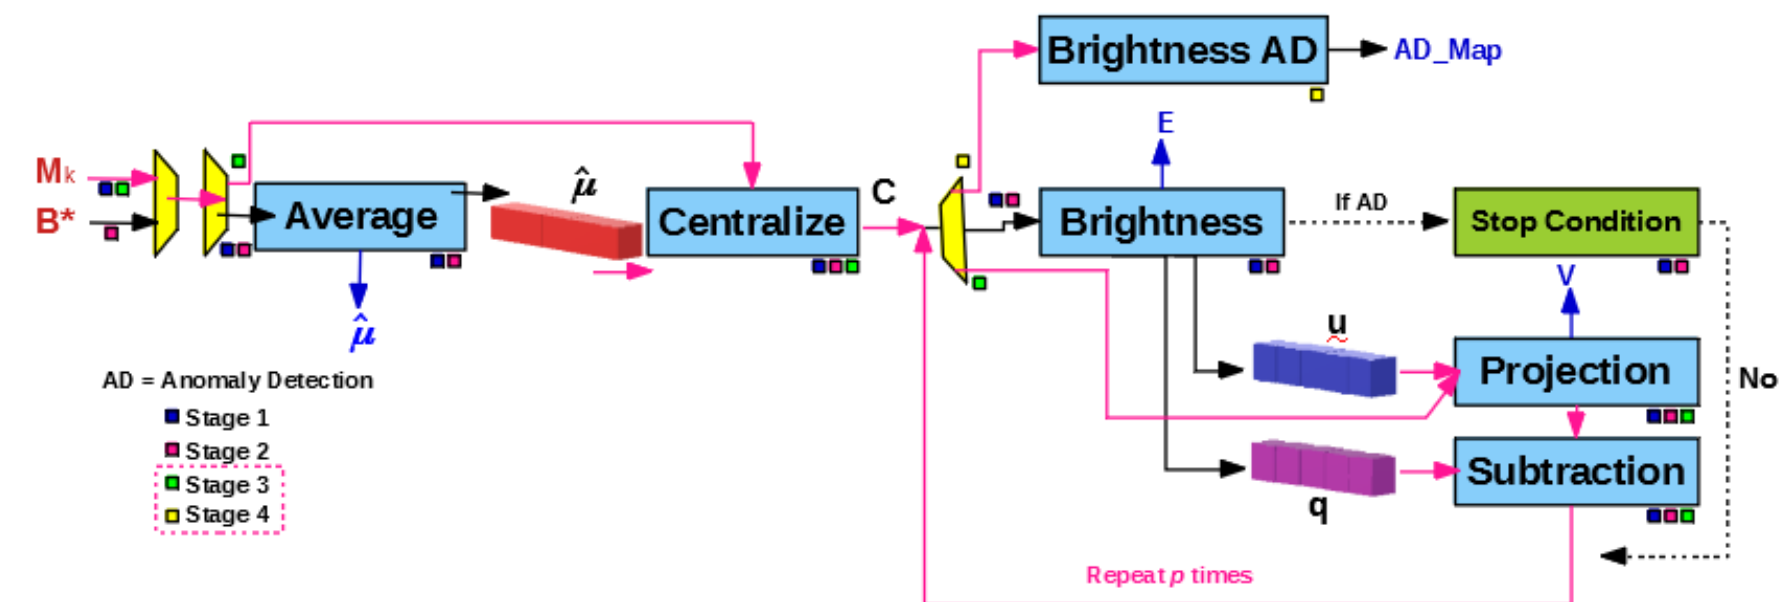 Brightness AD
AD_Map
E
Mk
B*
Average
μ̂
Centralize
C
Brightness
If AD
Stop Condition
μ̂
V
u
Projection
No
AD = Anomaly Detection
Stage 1
Stage 2
Stage 3
Stage 4
Subtraction
q
Repeat p times